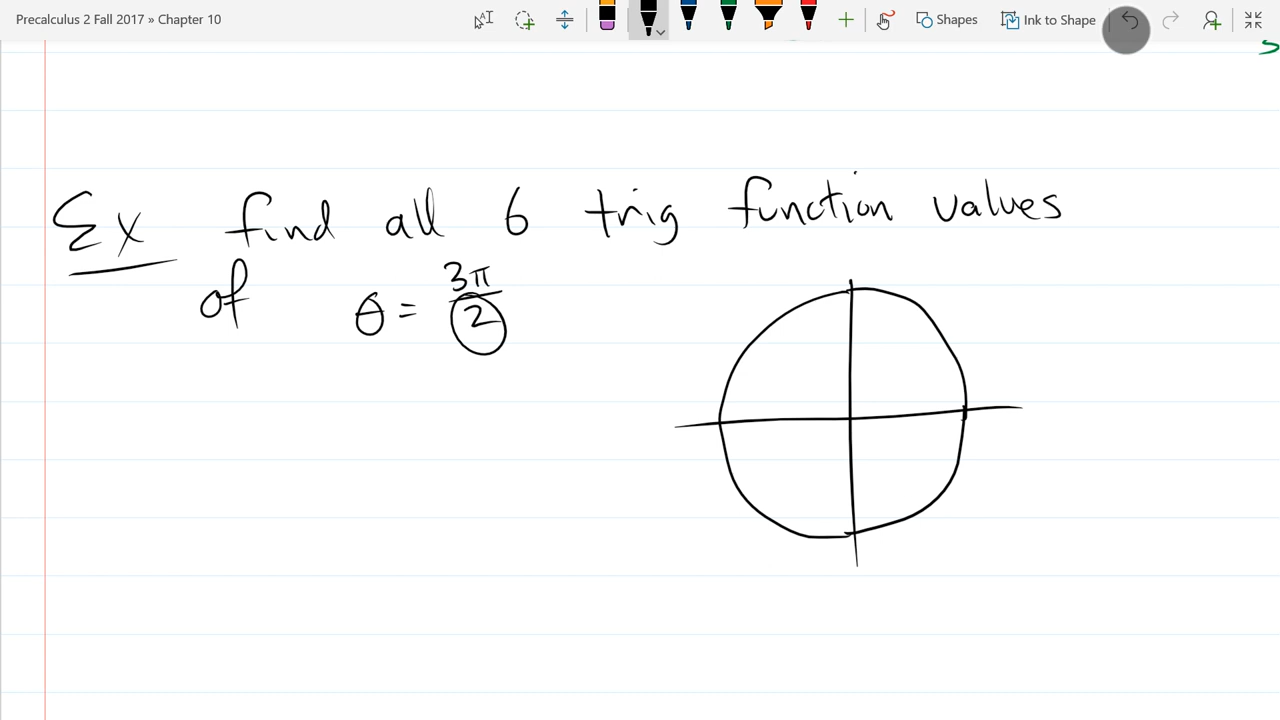 Precalculus 2 Fall 2017 » Chapter 10
Shapes
Ink to Shape
Ex find all 6 trig function values
of θ = 3π/2